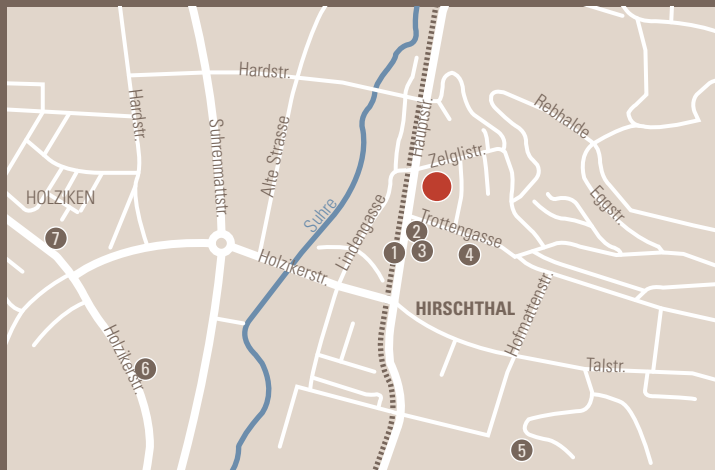 Hardstr.
Hardstr.
Suhrenmattstr.
Alte Strasse
Hauptstr.
Rebhalde
Zelglistr.
Eggstr.
HOLZIKEN
7
Suhre
Lindengasse
Trottengasse
1
2
3
4
Holzikerstr.
HIRSCHTHAL
Hofmattenstr.
Holzikerstr.
6
Talstr.
5